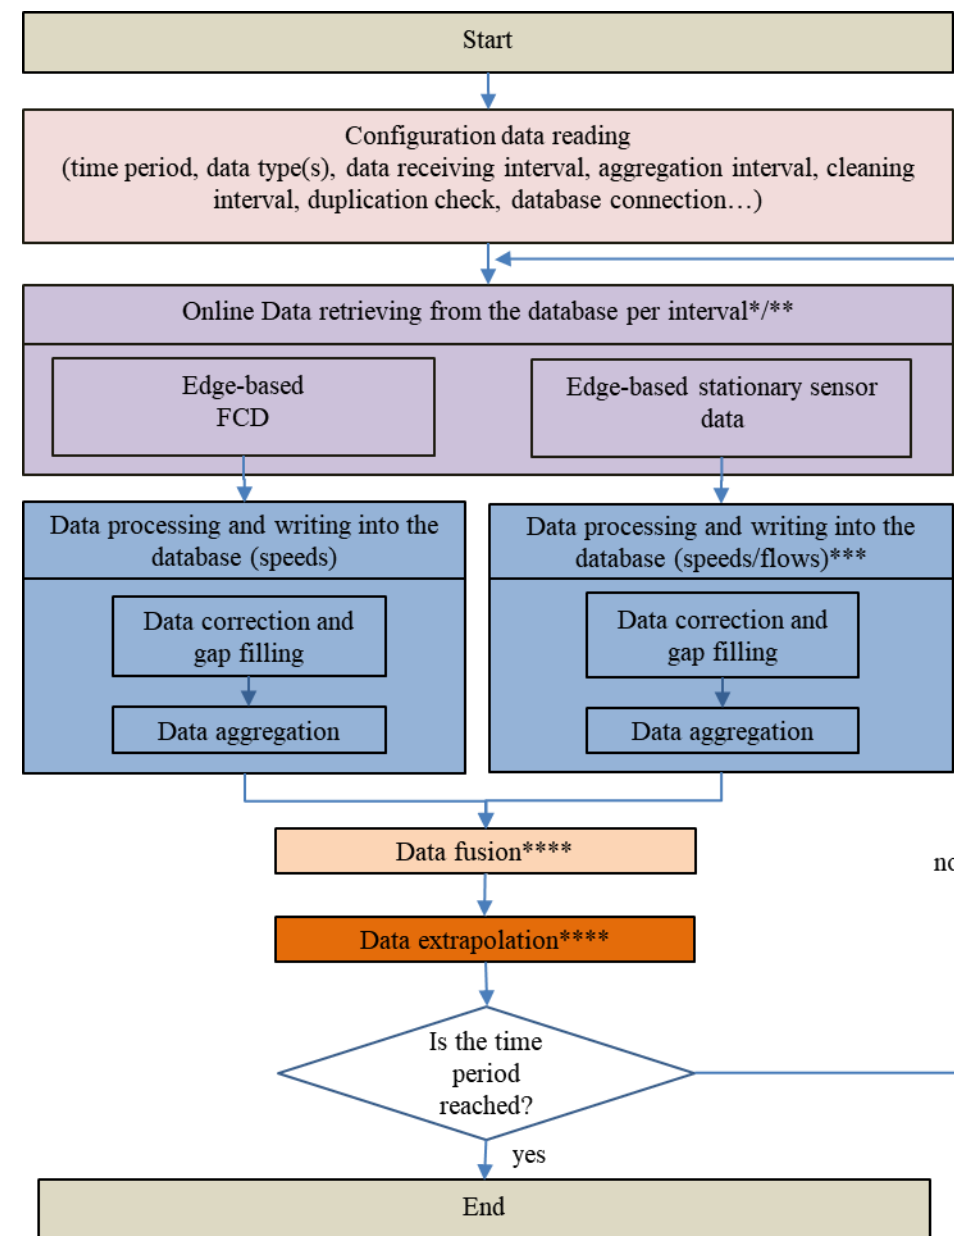 Start
Configuration data reading
(time period, data type(s), data receiving interval, aggregation interval, cleaning
interval, duplication check, database connection…)
Online Data retrieving from the database per interval*/**
Edge-based
FCD
Edge-based stationary sensor
data
Data processing and writing into the
database (speeds)
Data correction and
gap filling
Data aggregation
Data processing and writing into the
database (speeds/flows)***
Data correction and
gap filling
Data aggregation
Data fusion****
no
Data extrapolation****
Is the time
period
reached?
yes
End